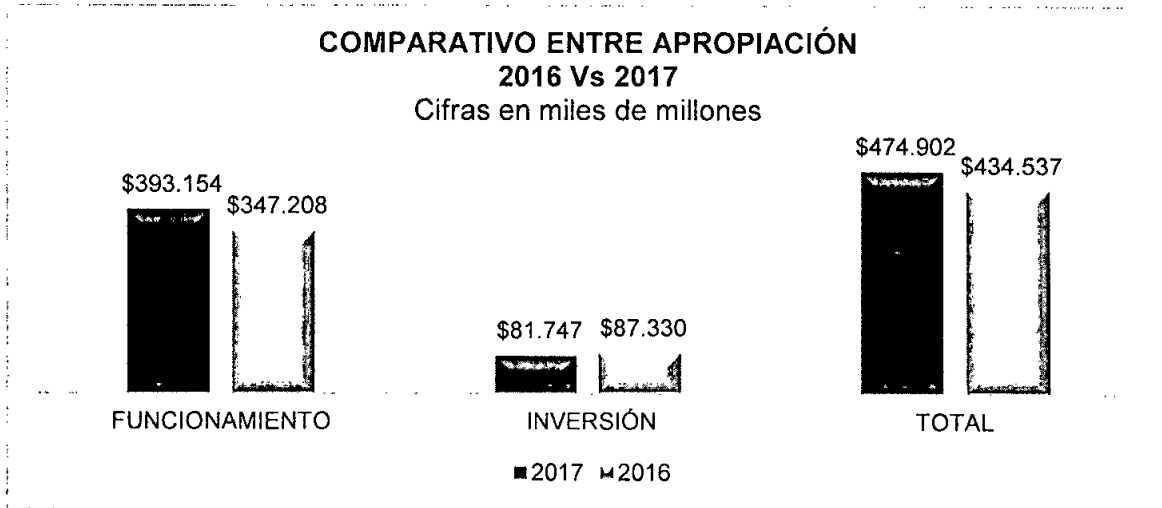 COMPARATIVO ENTRE APROPIACIÓN
2016 Vs 2017
Cifras en miles de millones
$393.154
$347.208
$81.747
$87.330
$474.902
$434.537
FUNCIONAMIENTO
INVERSIÓN
TOTAL
2017
2016